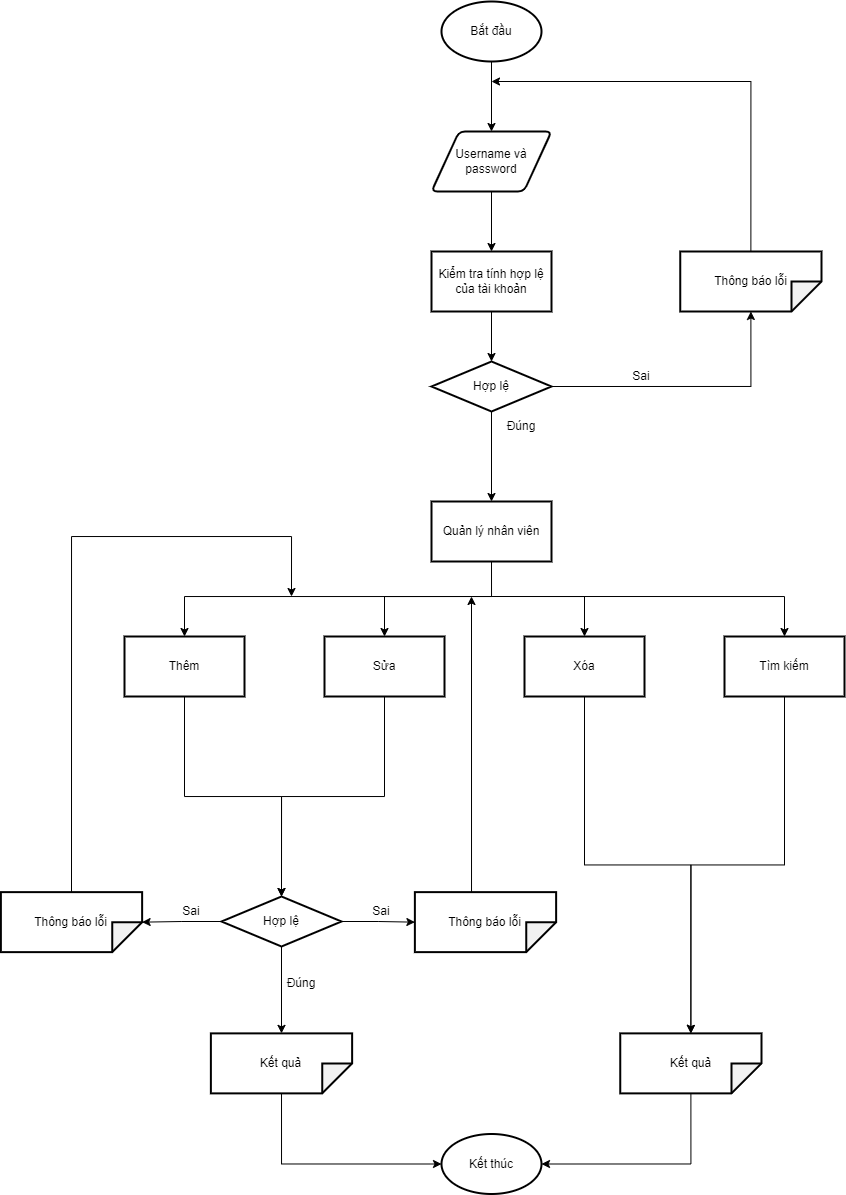 Bắt đầu
Username và
password
Kiểm tra tính hợp lệ
của tài khoản
Thông báo lỗi
Hợp lệ
Sai
Đúng
Quản lý nhân viên
Thêm
Sửa
Xóa
Tìm kiếm
Thông báo lỗi
Sai
Hợp lệ
Sai
Thông báo lỗi
Đúng
Kết quả
Kết quả
Kết thúc